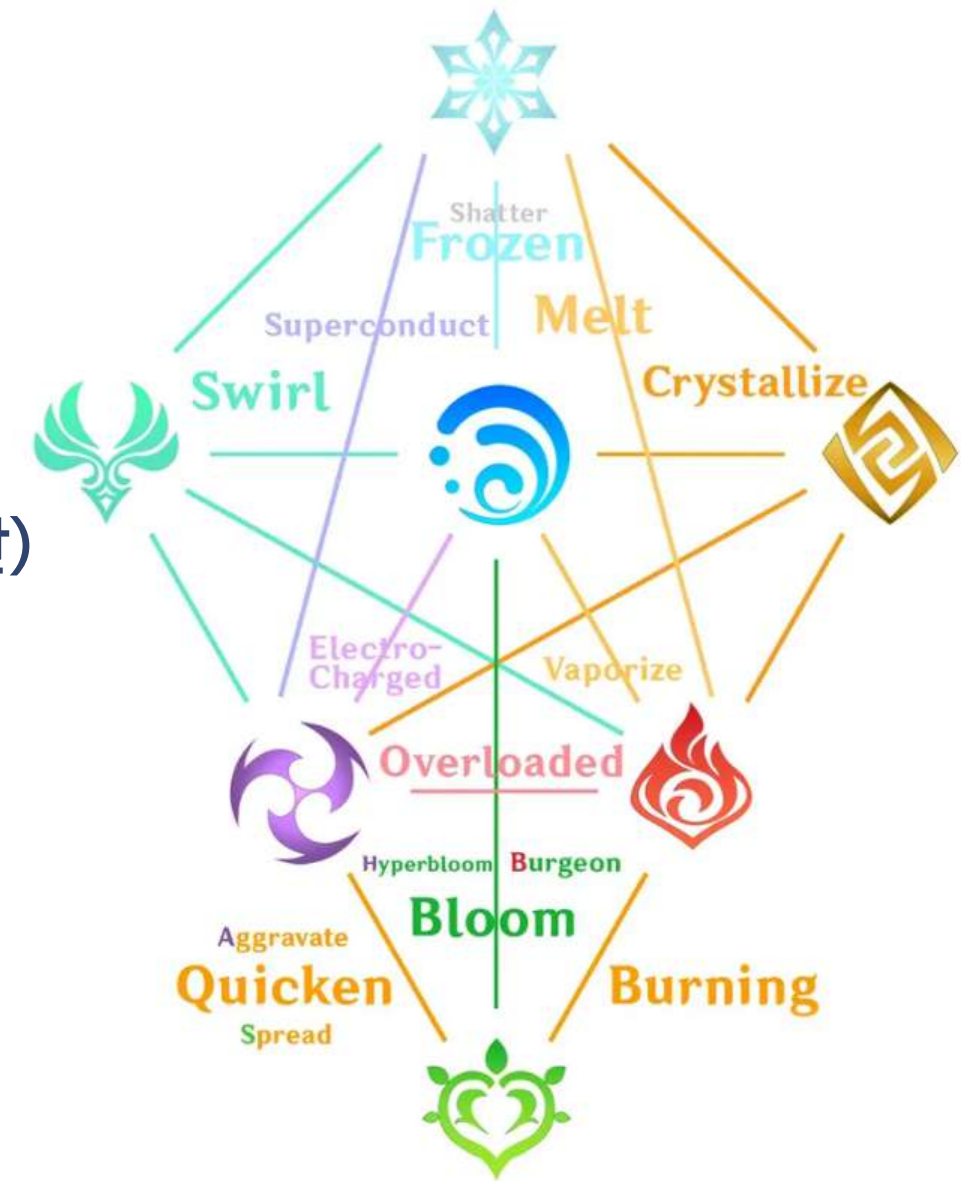 Shatter
Frozen
Melt
Superconduct
Crystallize
Swirl
Electro-
Charged
Vaporize
Overloaded
Hyperbloom Burgeon
Bloom
Aggravate
Quicken
Burning
Spread